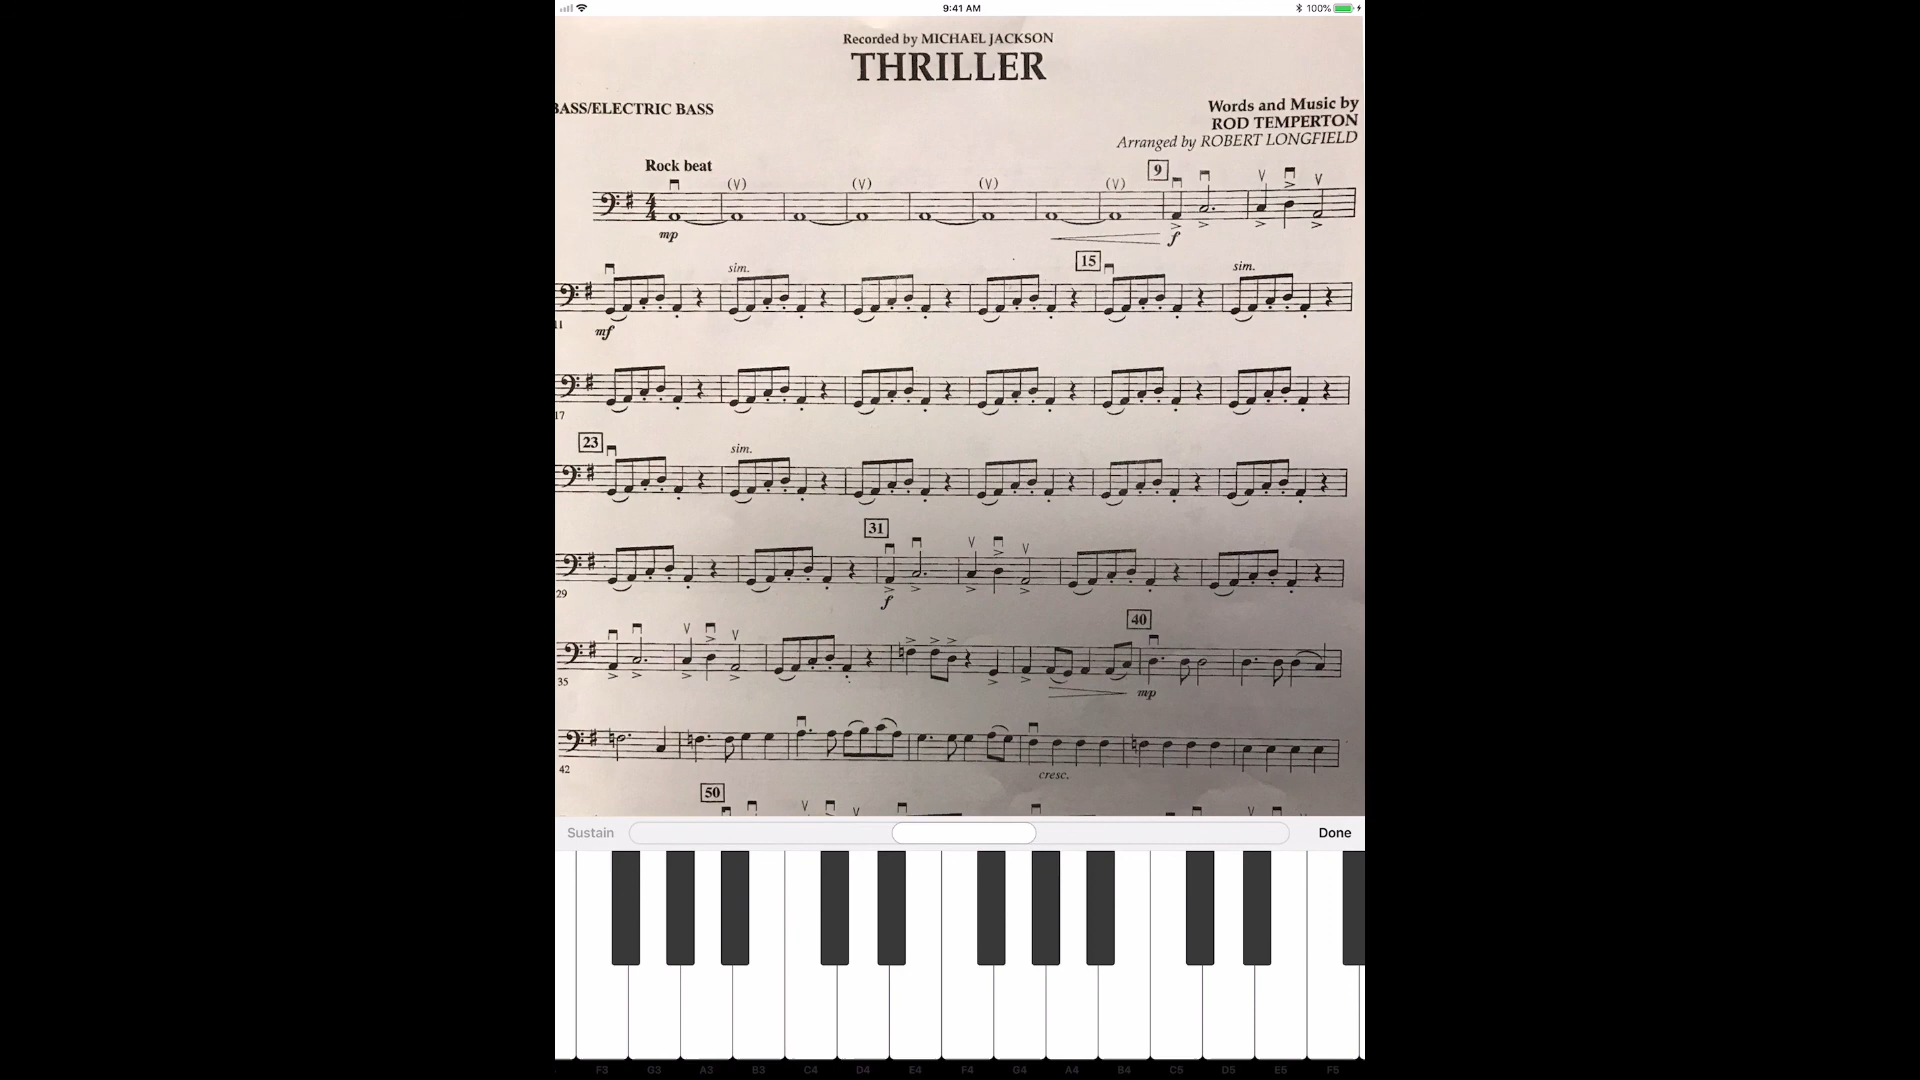 9:41 AM
100%
Recorded by MICHAEL JACKSON
THRILLER
BASS/ELECTRIC BASS
Words and Music by
ROD TEMPERTON
Arranged by ROBERT LONGFIELD
Rock beat
9
(V) (V) (V) (V) V V
4
4
mp f
15
sim. sim.
11
mf
17
23
sim.
31
V V
29
f
40
V V
35
mp
42
cresc.
50
V V V V
Sustain Done
F3 G3 A3 B3 C4 D4 E4 F4 G4 A4 B4 C5 D5 E5 F5